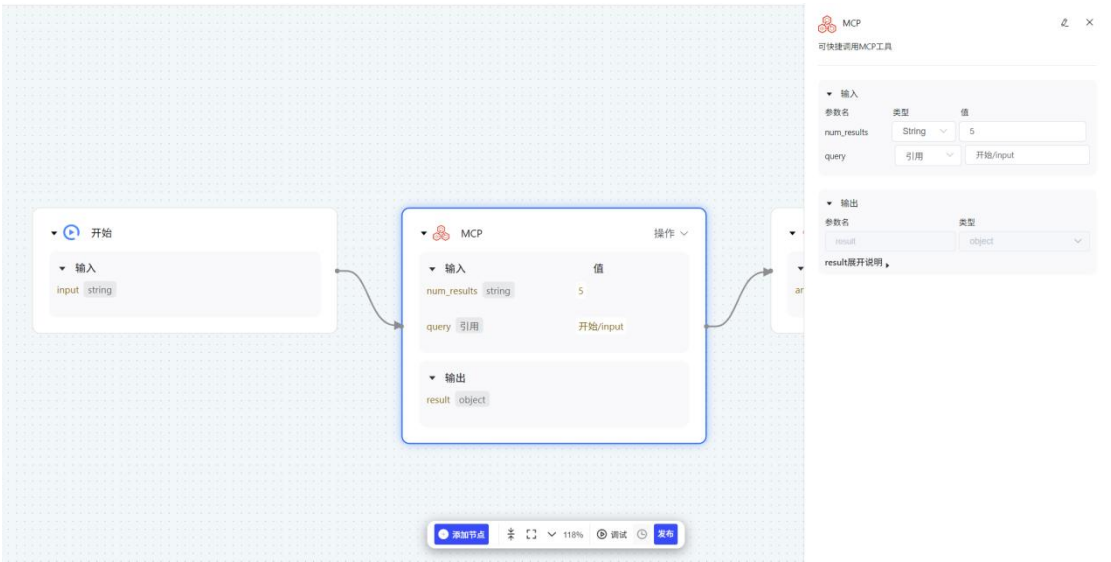 开始
输入
input string
MCP 操作
输入 值
num_results string 5
query 引用 开始/input
输出
result object
ar
添加节点 118% 调试 发布
MCP
可快捷调用MCP工具
输入
参数名 类型 值
num_results String 5
query 引用 开始/input
输出
参数名 类型
result object
result展开说明